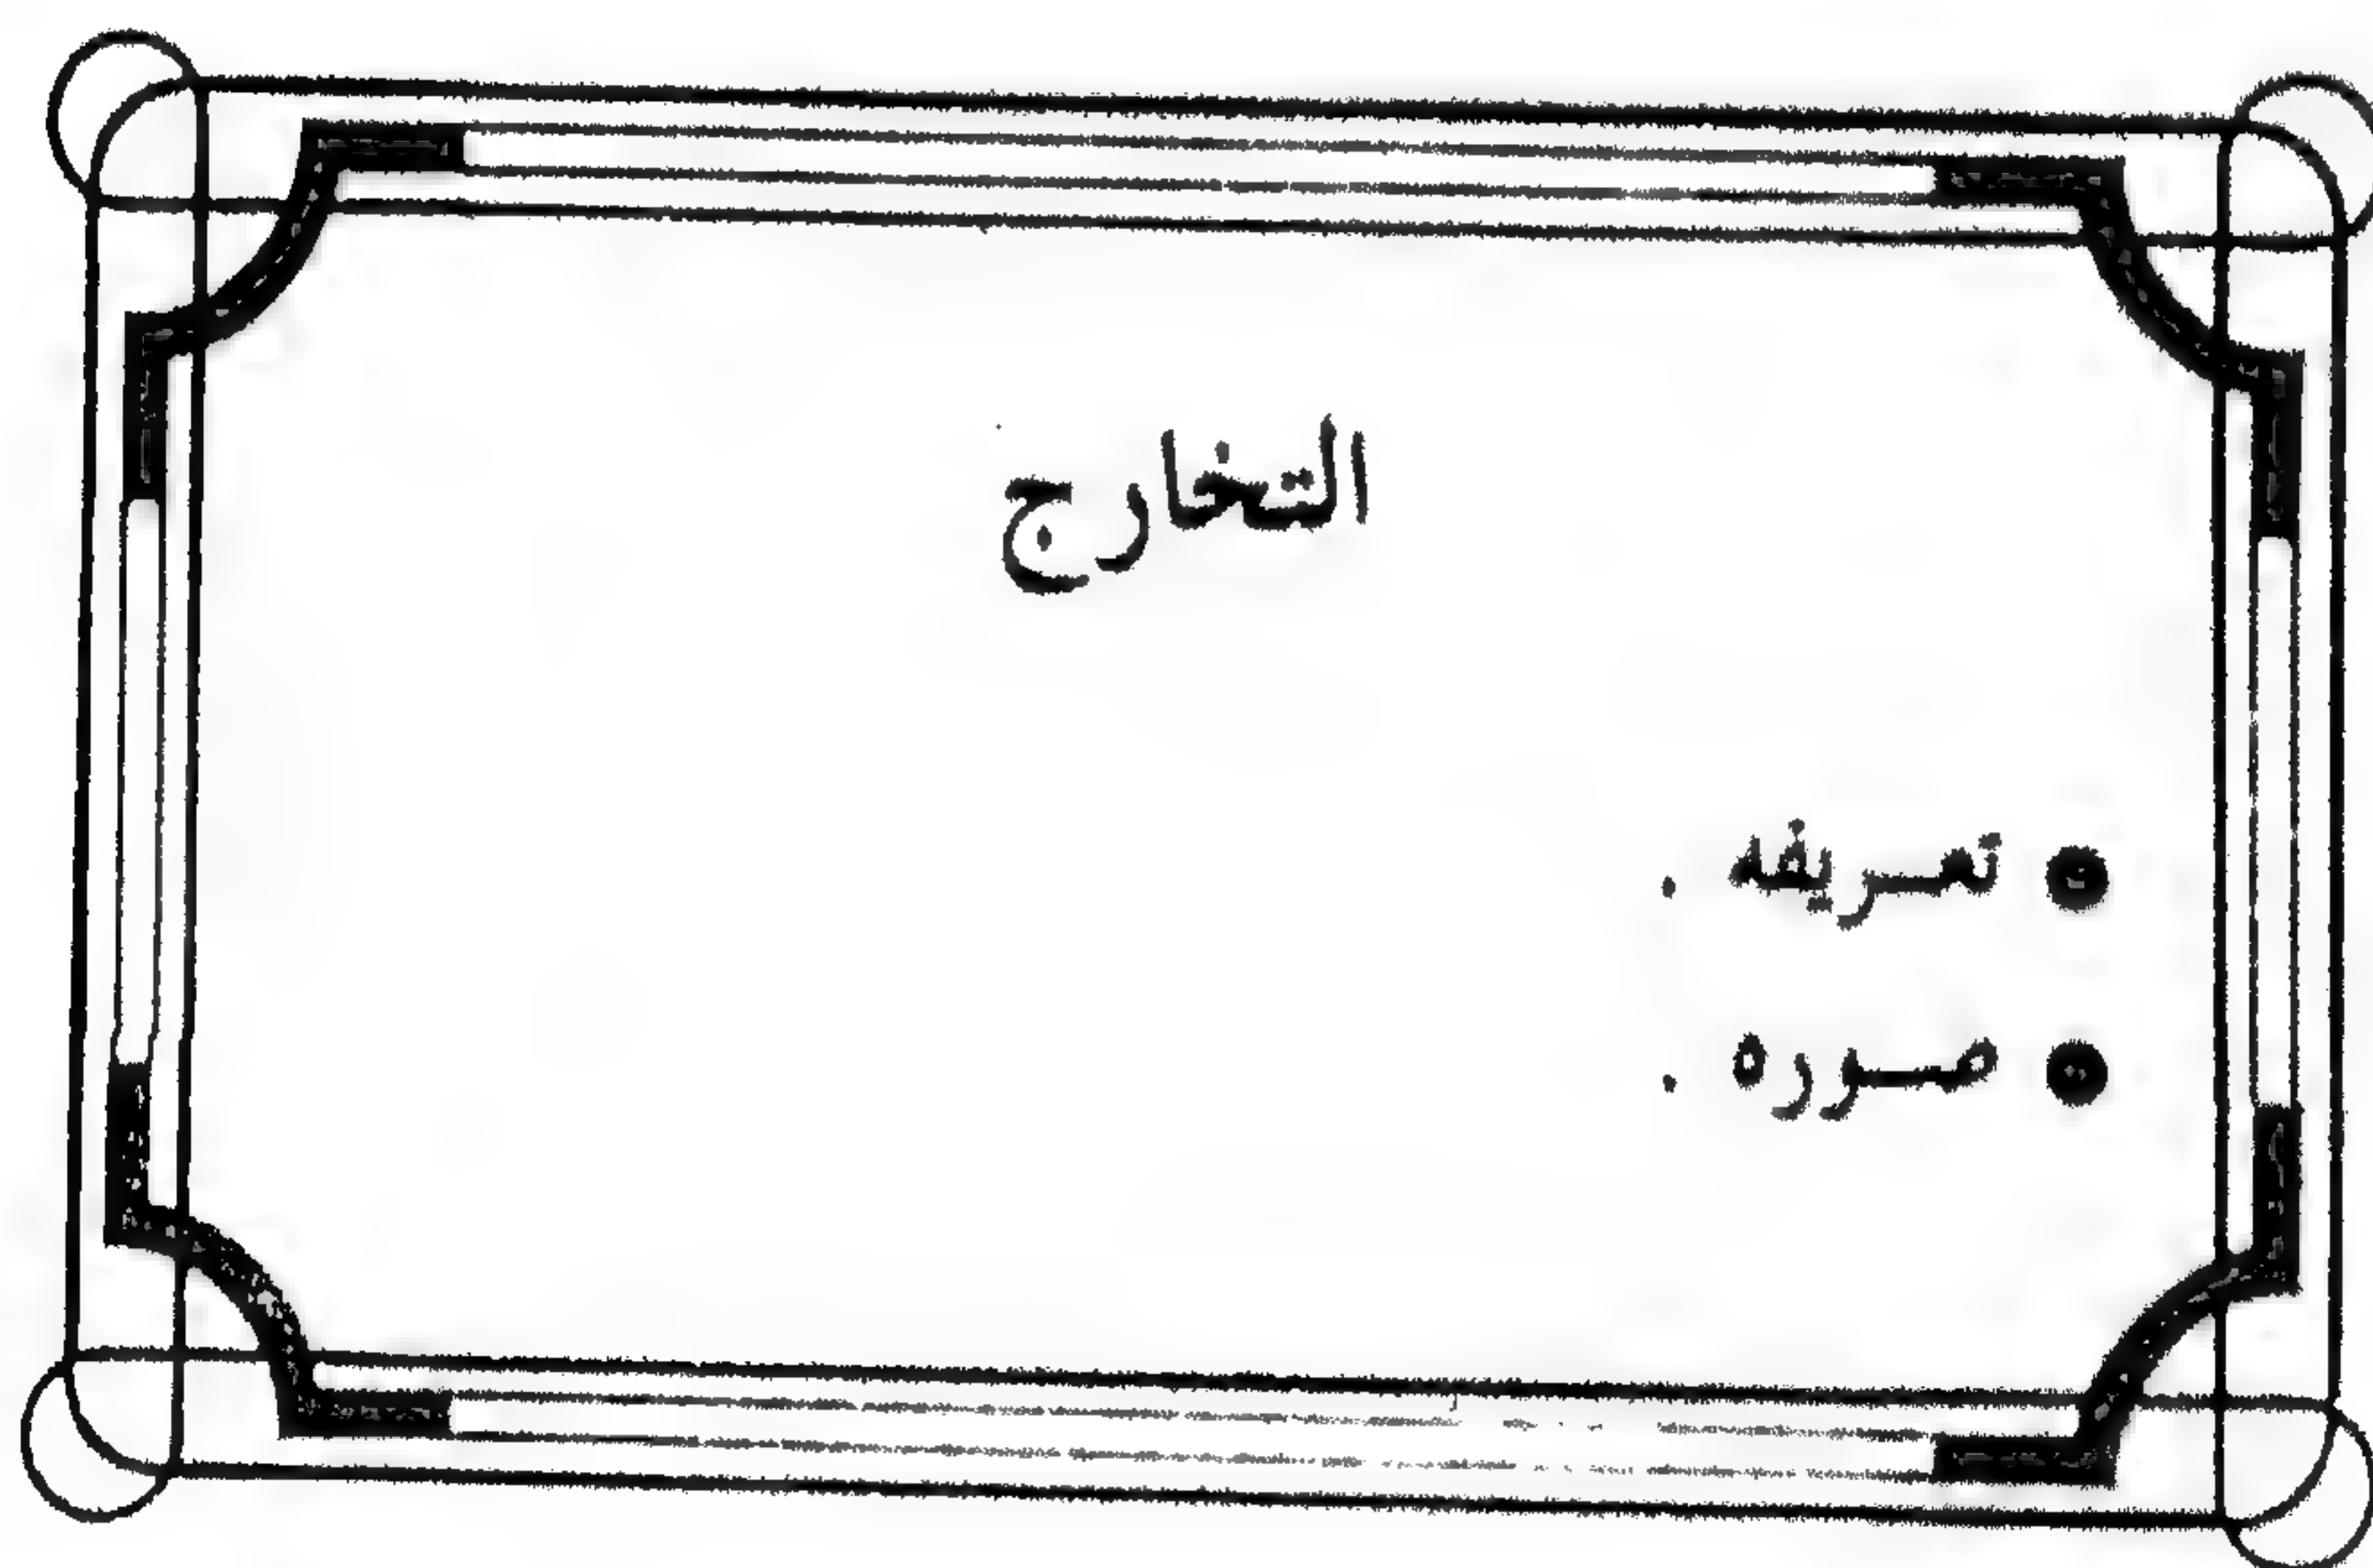 التخارج
● تعريفه .
● صوره .